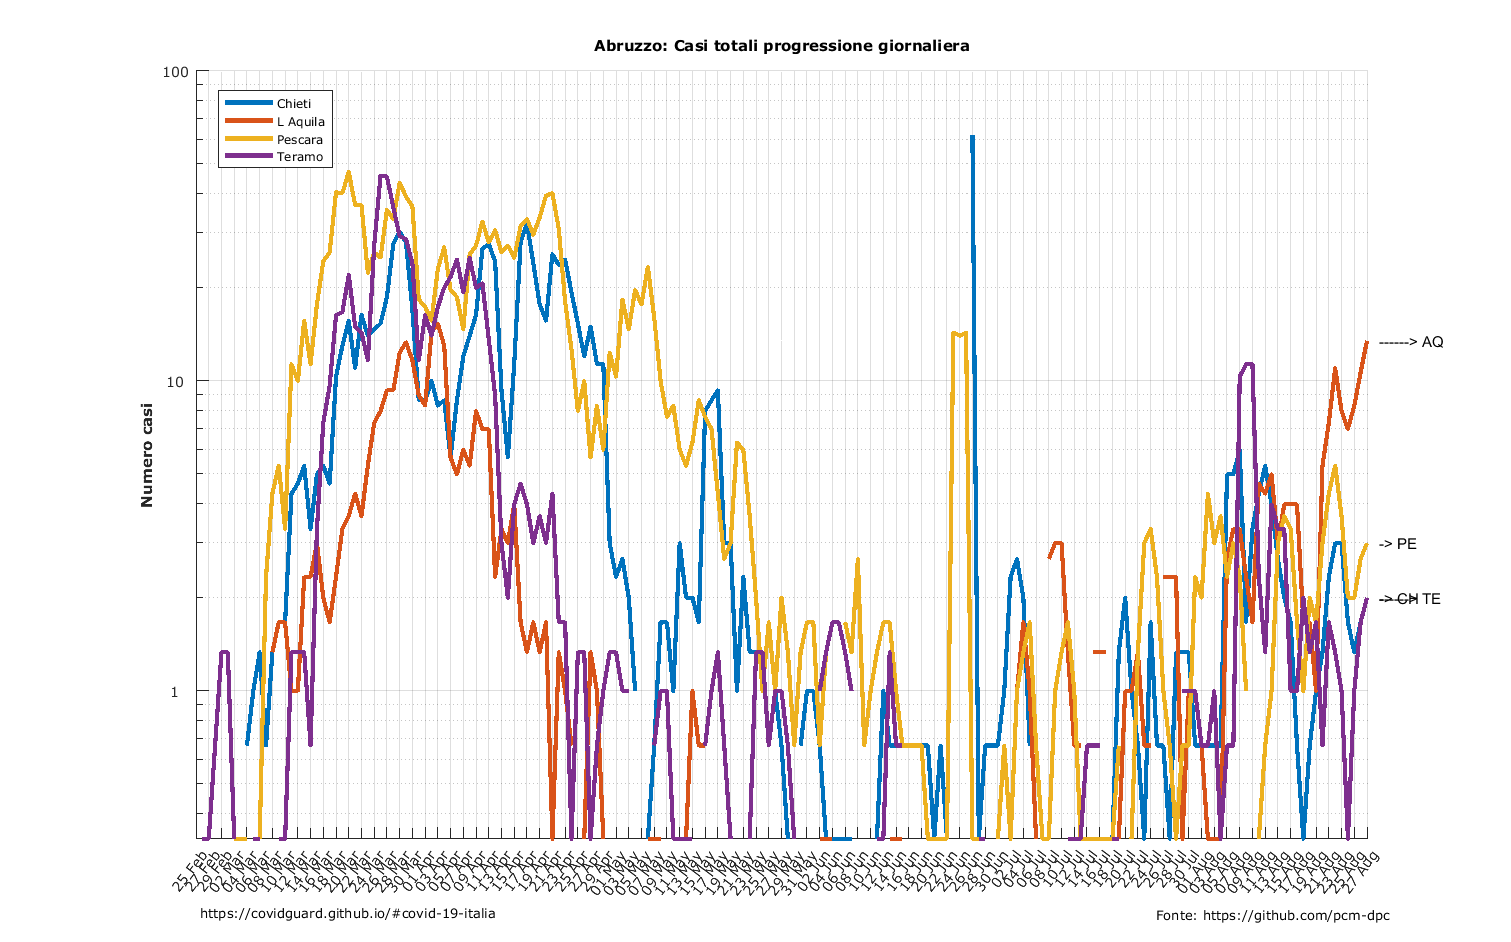 Abruzzo: Casi totali progressione giornaliera
100
10
1
Numero casi
Chieti
L Aquila
Pescara
Teramo
------> AQ
-> PE
-> CH
TE
25 Feb
27 Feb
29 Feb
02 Mar
04 Mar
06 Mar
08 Mar
10 Mar
12 Mar
14 Mar
16 Mar
18 Mar
20 Mar
22 Mar
24 Mar
26 Mar
28 Mar
30 Mar
01 Apr
03 Apr
05 Apr
07 Apr
09 Apr
11 Apr
13 Apr
15 Apr
17 Apr
19 Apr
21 Apr
23 Apr
25 Apr
27 Apr
29 Apr
01 May
03 May
05 May
07 May
09 May
11 May
13 May
15 May
17 May
19 May
21 May
23 May
25 May
27 May
29 May
31 May
02 Jun
04 Jun
06 Jun
08 Jun
10 Jun
12 Jun
14 Jun
16 Jun
18 Jun
20 Jun
22 Jun
24 Jun
26 Jun
28 Jun
30 Jun
02 Jul
04 Jul
06 Jul
08 Jul
10 Jul
12 Jul
14 Jul
16 Jul
18 Jul
20 Jul
22 Jul
24 Jul
26 Jul
28 Jul
30 Jul
01 Aug
03 Aug
05 Aug
07 Aug
09 Aug
11 Aug
13 Aug
15 Aug
17 Aug
19 Aug
21 Aug
23 Aug
25 Aug
27 Aug
https://covidguard.github.io/#covid-19-italia
Fonte: https://github.com/pcm-dpc